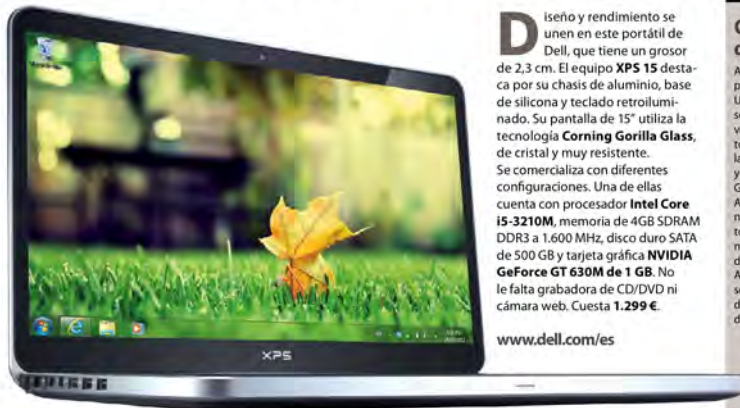 Diseño y rendimiento se
unen en este portátil de
Dell, que tiene un grosor
de 2,3 cm. El equipo XPS 15 desta-
ca por su chasis de aluminio, base
de silicona y teclado retroilumi-
nado. Su pantalla de 15" utiliza la
tecnología Corning Gorilla Glass,
de cristal y muy resistente.
Se comercializa con diferentes
configuraciones. Una de ellas
cuenta con procesador Intel Core
i5-3210M, memoria de 4GB SDRAM
DDR3 a 1.600 MHz, disco duro SATA
de 500 GB y tarjeta gráfica NVIDIA
GeForce GT 630M de 1 GB. No
le falta grabadora de CD/DVD ni
cámara web. Cuesta 1.299 €.
www.dell.com/es
XPS